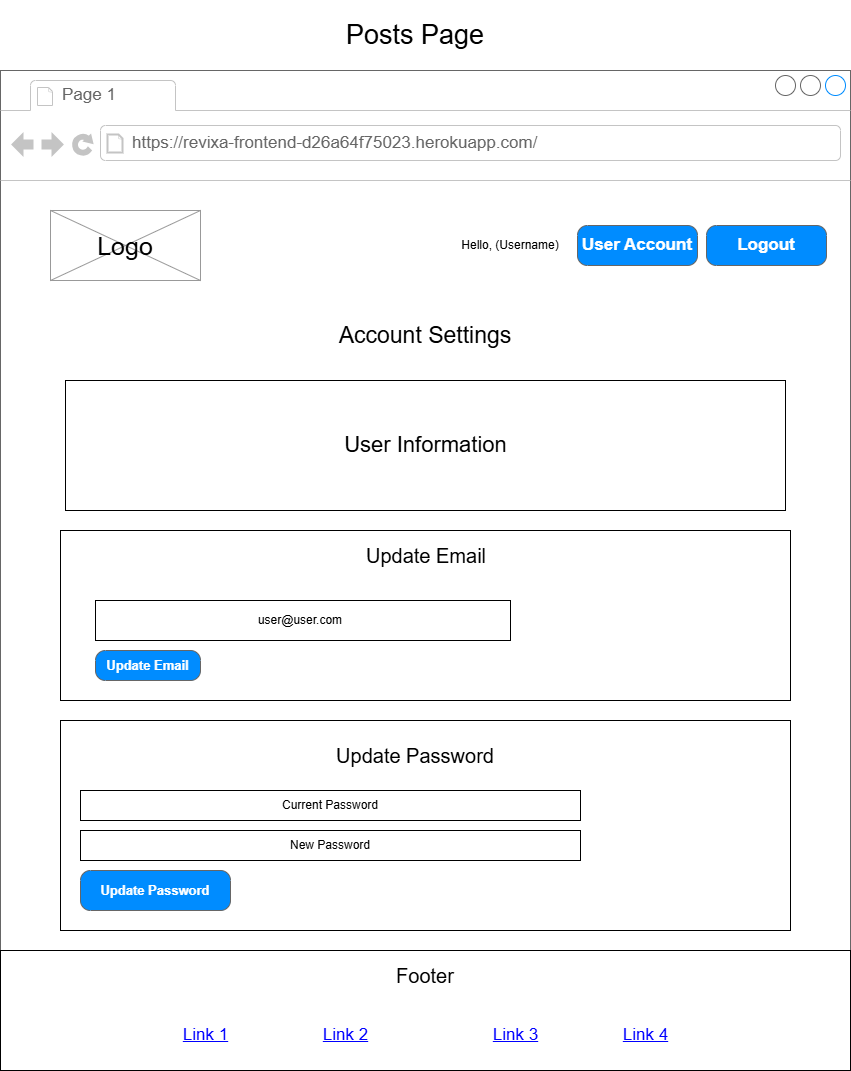 Posts Page
Page 1
https://revixa-frontend-d26a64f75023.herokuapp.com/
Logo
Hello, (Username)
User Account
Logout
Account Settings
User Information
Update Email
user@user.com
Update Email
Update Password
Current Password
New Password
Update Password
Footer
Link 1
Link 2
Link 3
Link 4